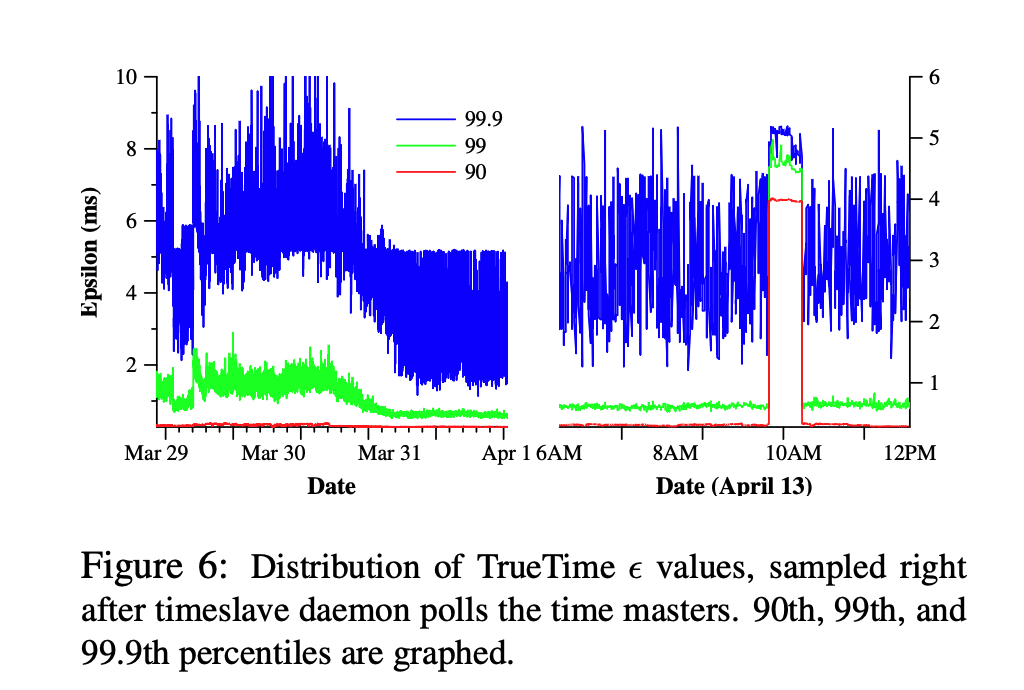 10
8
6
4
2
Epsilon (ms)
99.9
99
90
Mar 29
Mar 30
Mar 31
Apr 1
Date
6
5
4
3
2
1
6AM
8AM
10AM
12PM
Date (April 13)
Figure 6: Distribution of TrueTime ϵ values, sampled right
after timeslave daemon polls the time masters. 90th, 99th, and
99.9th percentiles are graphed.